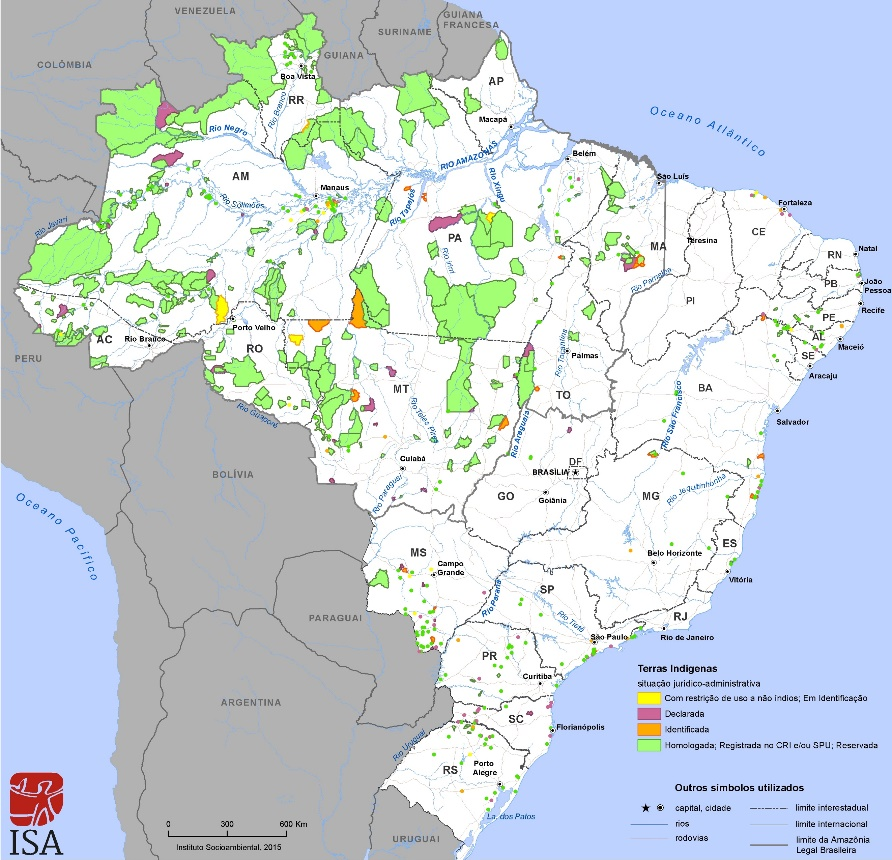 VENEZUELA
GUIANA
FRANCESA
SURINAME
COLÔMBIA
GUIANA
Boa Vista
RR
AP
Rio Branco
Macapá
Oceano Atlântico
Rio Negro
RIO AMAZONAS
Belém
AM
Manaus
Rio Xingu
São Luís
Rio Solimões
Rio Tapajós
Fortaleza
Rio Javari
PA
MA
Teresina
CE
Natal
RN
Rio Iriri
Rio Parnaíba
João
Pessoa
PB
PI
Recife
PE
Porto Velho
AC
Rio Branco
RO
AL
Maceió
PERU
Palmas
SE
Rio Tocantins
Aracaju
MT
TO
BA
Rio São Francisco
Rio Teles Pires
Rio Guaporé
Rio Araguaia
Salvador
Cuiabá
DF
BRASÍLIA
BOLÍVIA
Rio Paraguai
GO
Goiânia
MG
Rio Jequitinhonha
Oceano Pacífico
MS
Campo
Grande
ES
Belo Horizonte
Vitória
SP
Rio Paraná
PARAGUAI
Rio Tietê
RJ
São Paulo
Rio de Janeiro
PR
Curitiba
ARGENTINA
SC
Florianópolis
Rio Uruguai
RS
Porto
Alegre
La. dos Patos
URUGUAI
Terras Indígenas
situação jurídico-administrativa
Com restrição de uso a não índios; Em Identificação
Declarada
Identificada
Homologada; Registrada no CRI e/ou SPU; Reservada
Outros símbolos utilizados
capital, cidade
limite interestadual
rios
limite internacional
rodovias
limite da Amazônia
Legal Brasileira
ISA
0 300 600 Km
Instituto Socioambiental, 2015